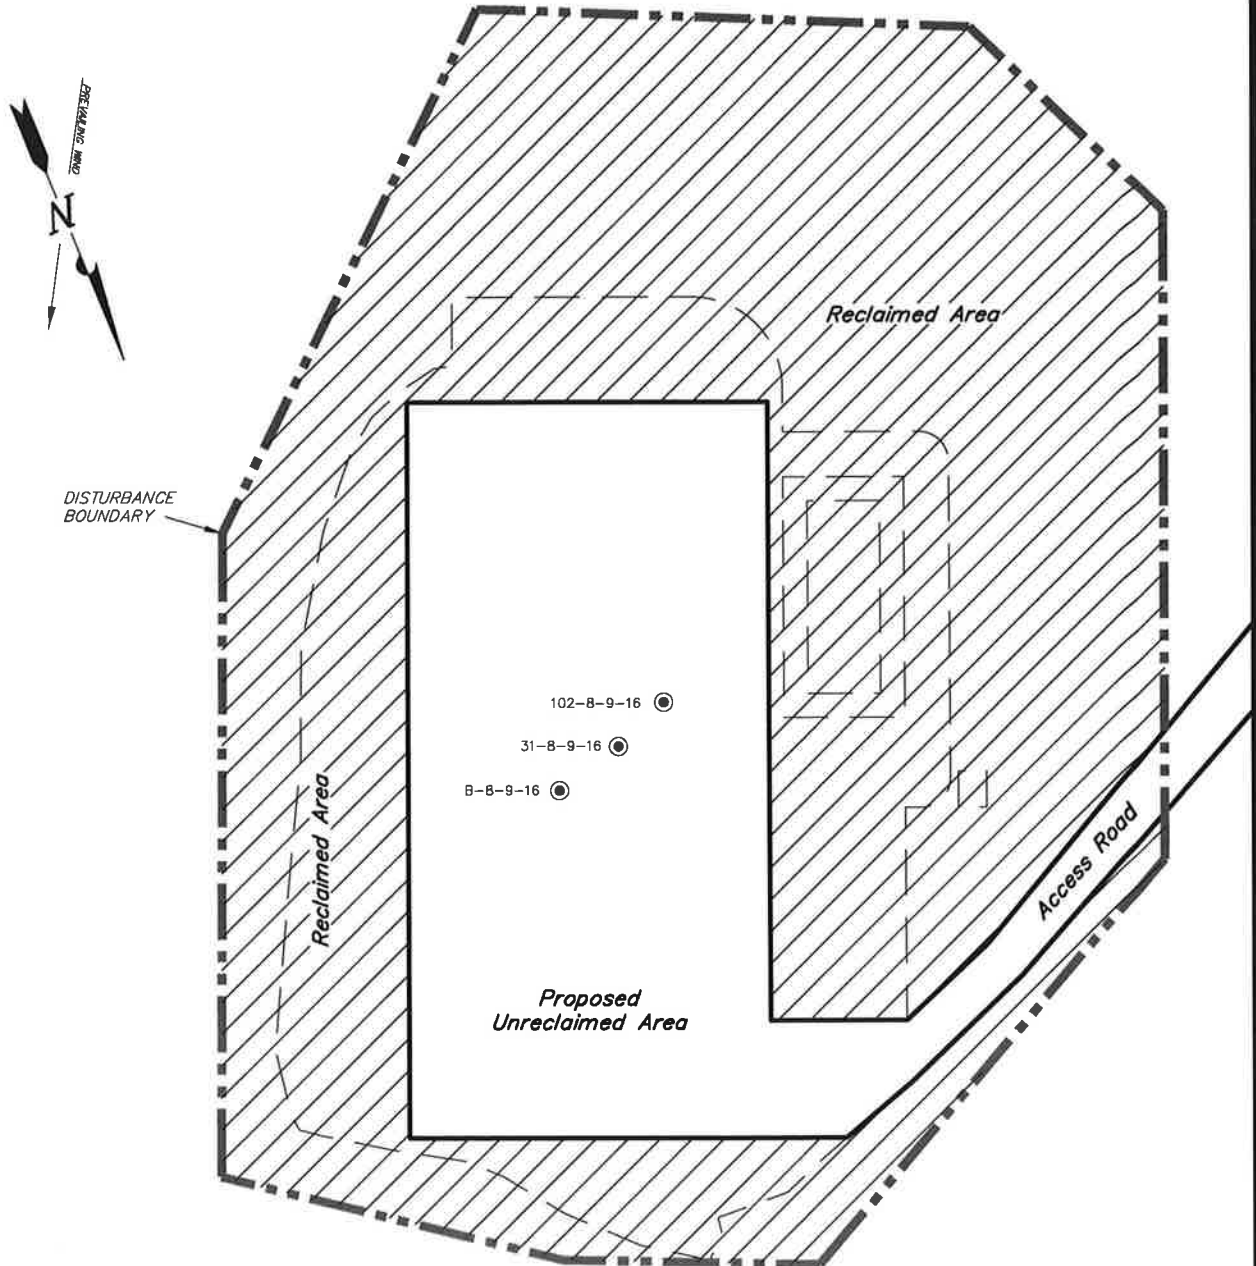 PREVAILING WIND
N
Reclaimed Area
DISTURBANCE
BOUNDARY
102-8-9-16
31-8-9-16
B-8-9-16
Reclaimed Area
Access Road
Proposed
Unreclaimed Area